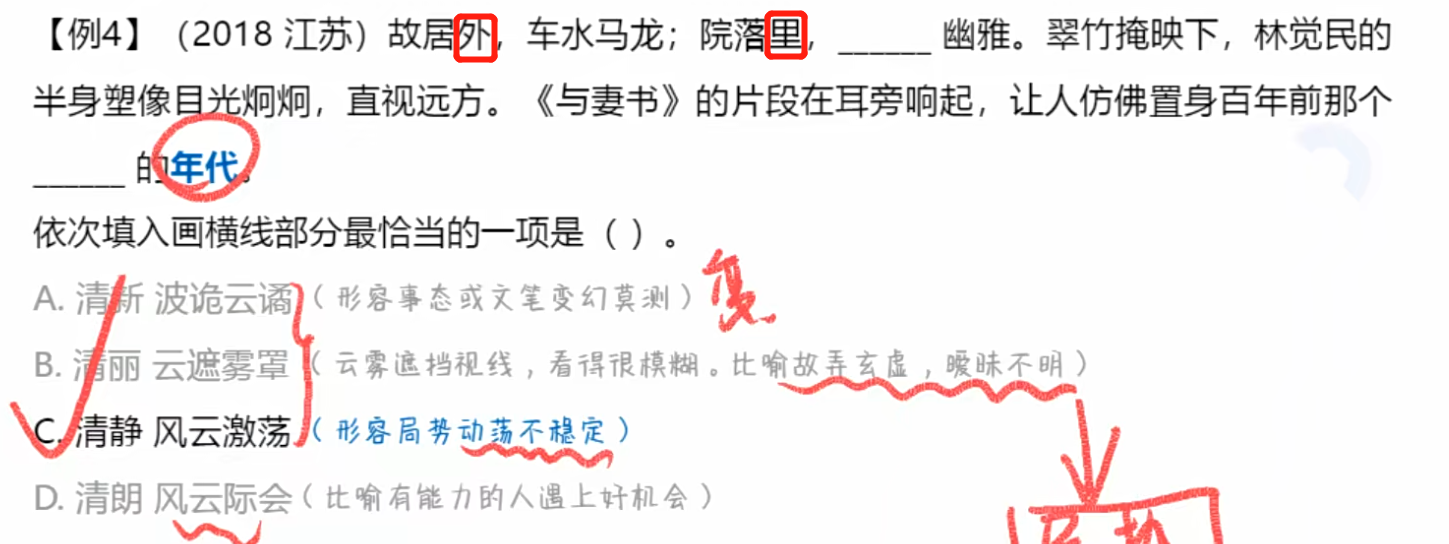 【例4】（2018 江苏）故居外，车水马龙；院落里，______ 幽雅。翠竹掩映下，林觉民的
半身塑像目光炯炯，直视远方。《与妻书》的片段在耳旁响起，让人仿佛置身百年前那个
______ 的年代。
依次填入画横线部分最恰当的一项是（ ）。
A. 清新 波诡云谲（形容事态或文笔变幻莫测）
B. 清丽 云遮雾罩（云雾遮挡视线，看得很模糊。比喻故弄玄虚，暧昧不明）
C. 清静 风云激荡（形容局势动荡不稳定）
D. 清朗 风云际会（比喻有能力的人遇上好机会）